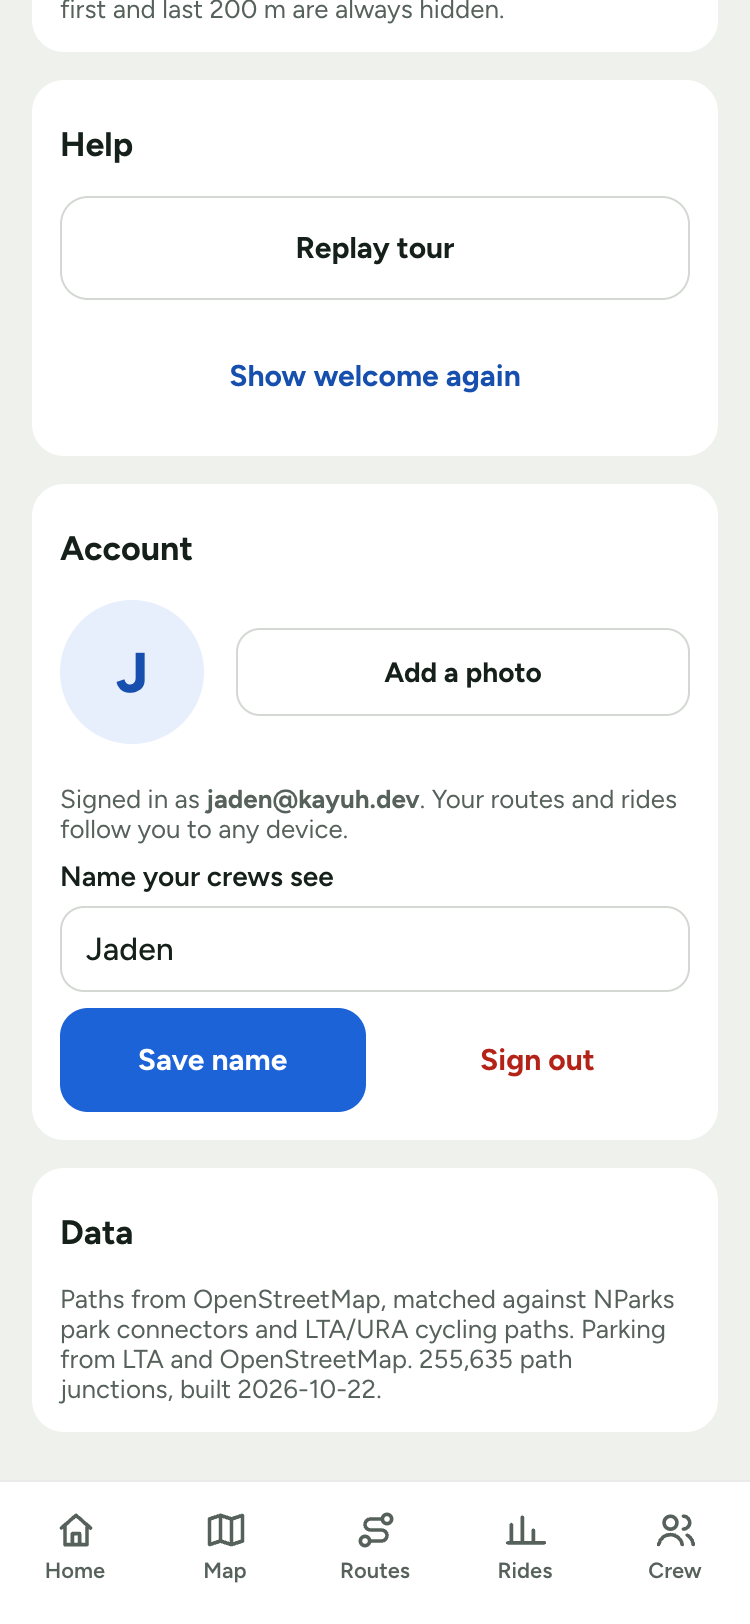 first and last 200 m are always hidden.
Help
Replay tour
Show welcome again
Account
J
Add a photo
Signed in as jaden@kayuh.dev. Your routes and rides
follow you to any device.
Name your crews see
Jaden
Save name
Sign out
Data
Paths from OpenStreetMap, matched against NParks
park connectors and LTA/URA cycling paths. Parking
from LTA and OpenStreetMap. 255,635 path
junctions, built 2026-10-22.
Home
Map
Routes
Rides
Crew